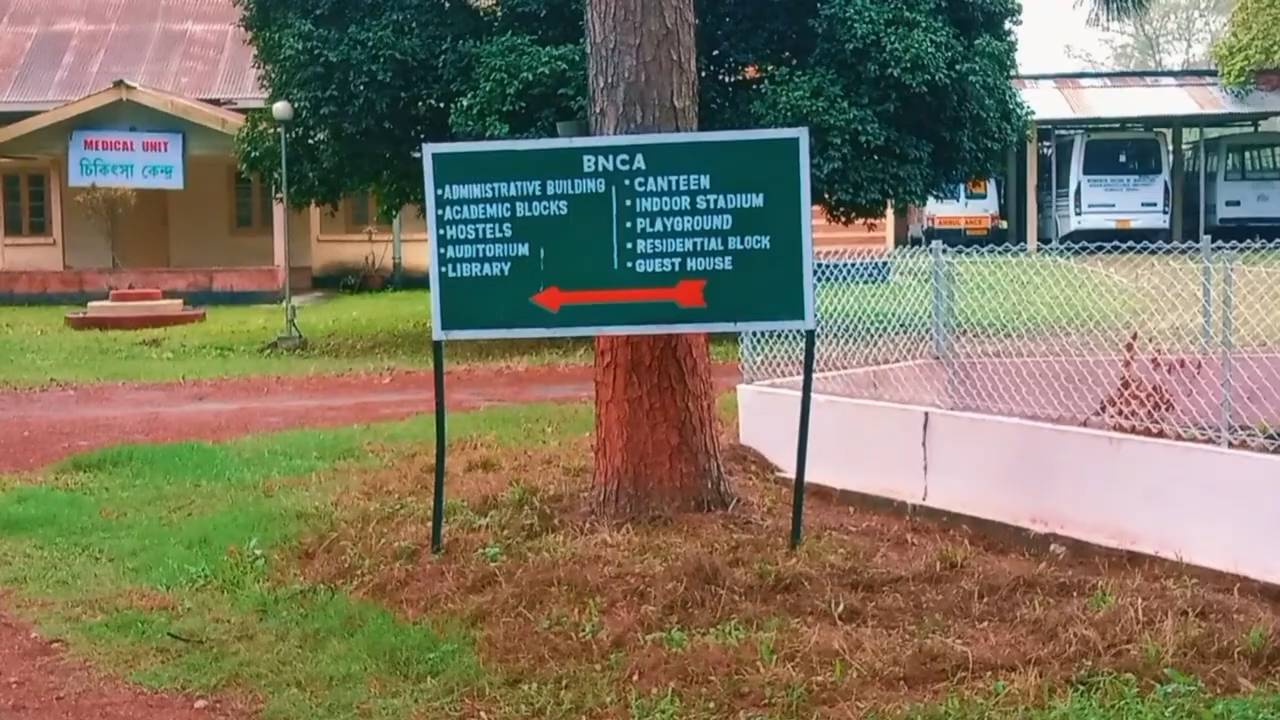 MEDICAL UNIT
চিকিৎসা কেন্দ্ৰ
BNCA
•ADMINISTRATIVE BUILDING
•ACADEMIC BLOCKS
•HOSTELS
•AUDITORIUM
•LIBRARY
•CANTEEN
•INDOOR STADIUM
•PLAYGROUND
•RESIDENTIAL BLOCK
•GUEST HOUSE
AMBULANCE